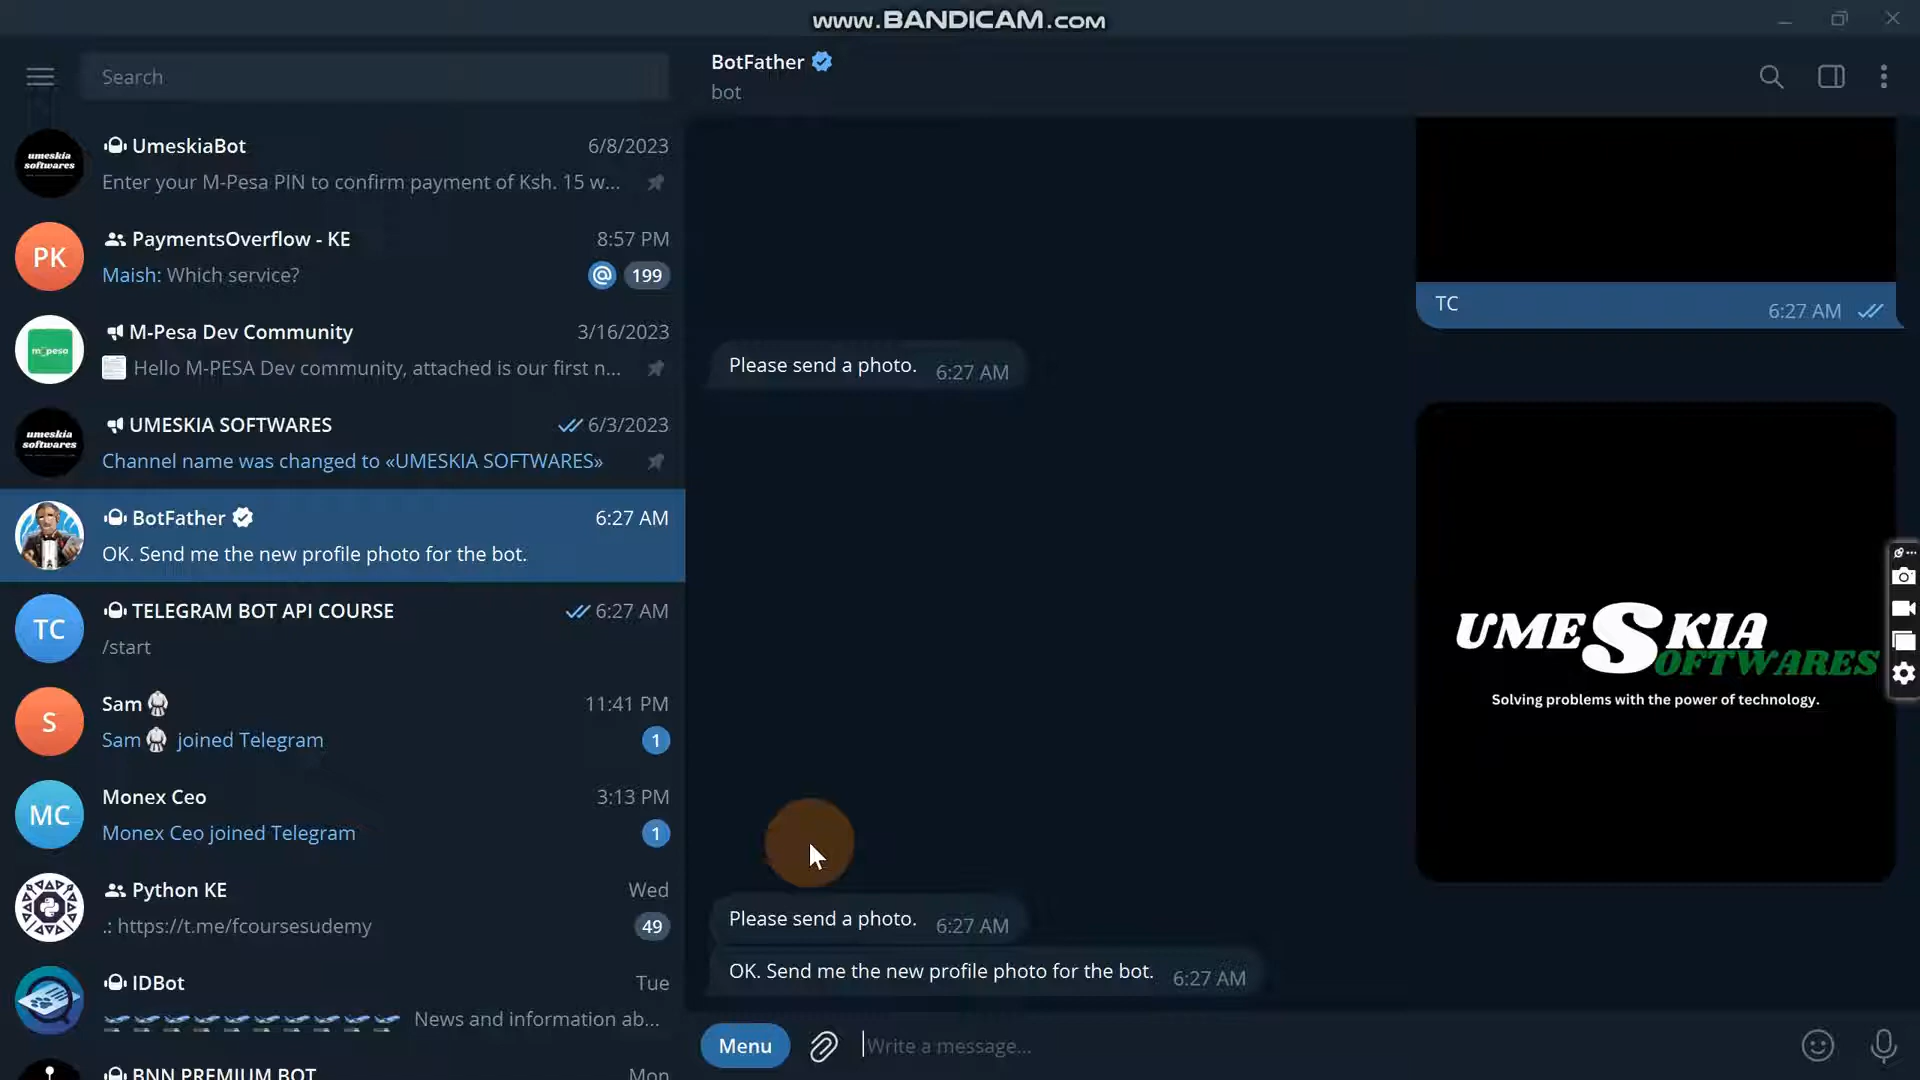 www.BANDICAM.com
Search
BotFather
bot
umeskia
softwares
UmeskiaBot
6/8/2023
Enter your M-Pesa PIN to confirm payment of Ksh. 15 w...
PK
PaymentsOverflow - KE
8:57 PM
Maish: Which service?
@
199
m-pesa
M-Pesa Dev Community
3/16/2023
Hello M-PESA Dev community, attached is our first n...
umeskia
softwares
UMESKIA SOFTWARES
6/3/2023
Channel name was changed to «UMESKIA SOFTWARES»
BotFather
6:27 AM
OK. Send me the new profile photo for the bot.
TC
TELEGRAM BOT API COURSE
6:27 AM
/start
S
Sam
11:41 PM
Sam joined Telegram
1
MC
Monex Ceo
3:13 PM
Monex Ceo joined Telegram
1
Python KE
Wed
.: https://t.me/fcoursesudemy
49
IDBot
Tue
News and information ab...
BNN PREMIUM BOT
Mon
TC
6:27 AM
Please send a photo. 6:27 AM
UMESKIA
SOFTWARES
Solving problems with the power of technology.
Please send a photo. 6:27 AM
OK. Send me the new profile photo for the bot. 6:27 AM
Menu
Write a message...